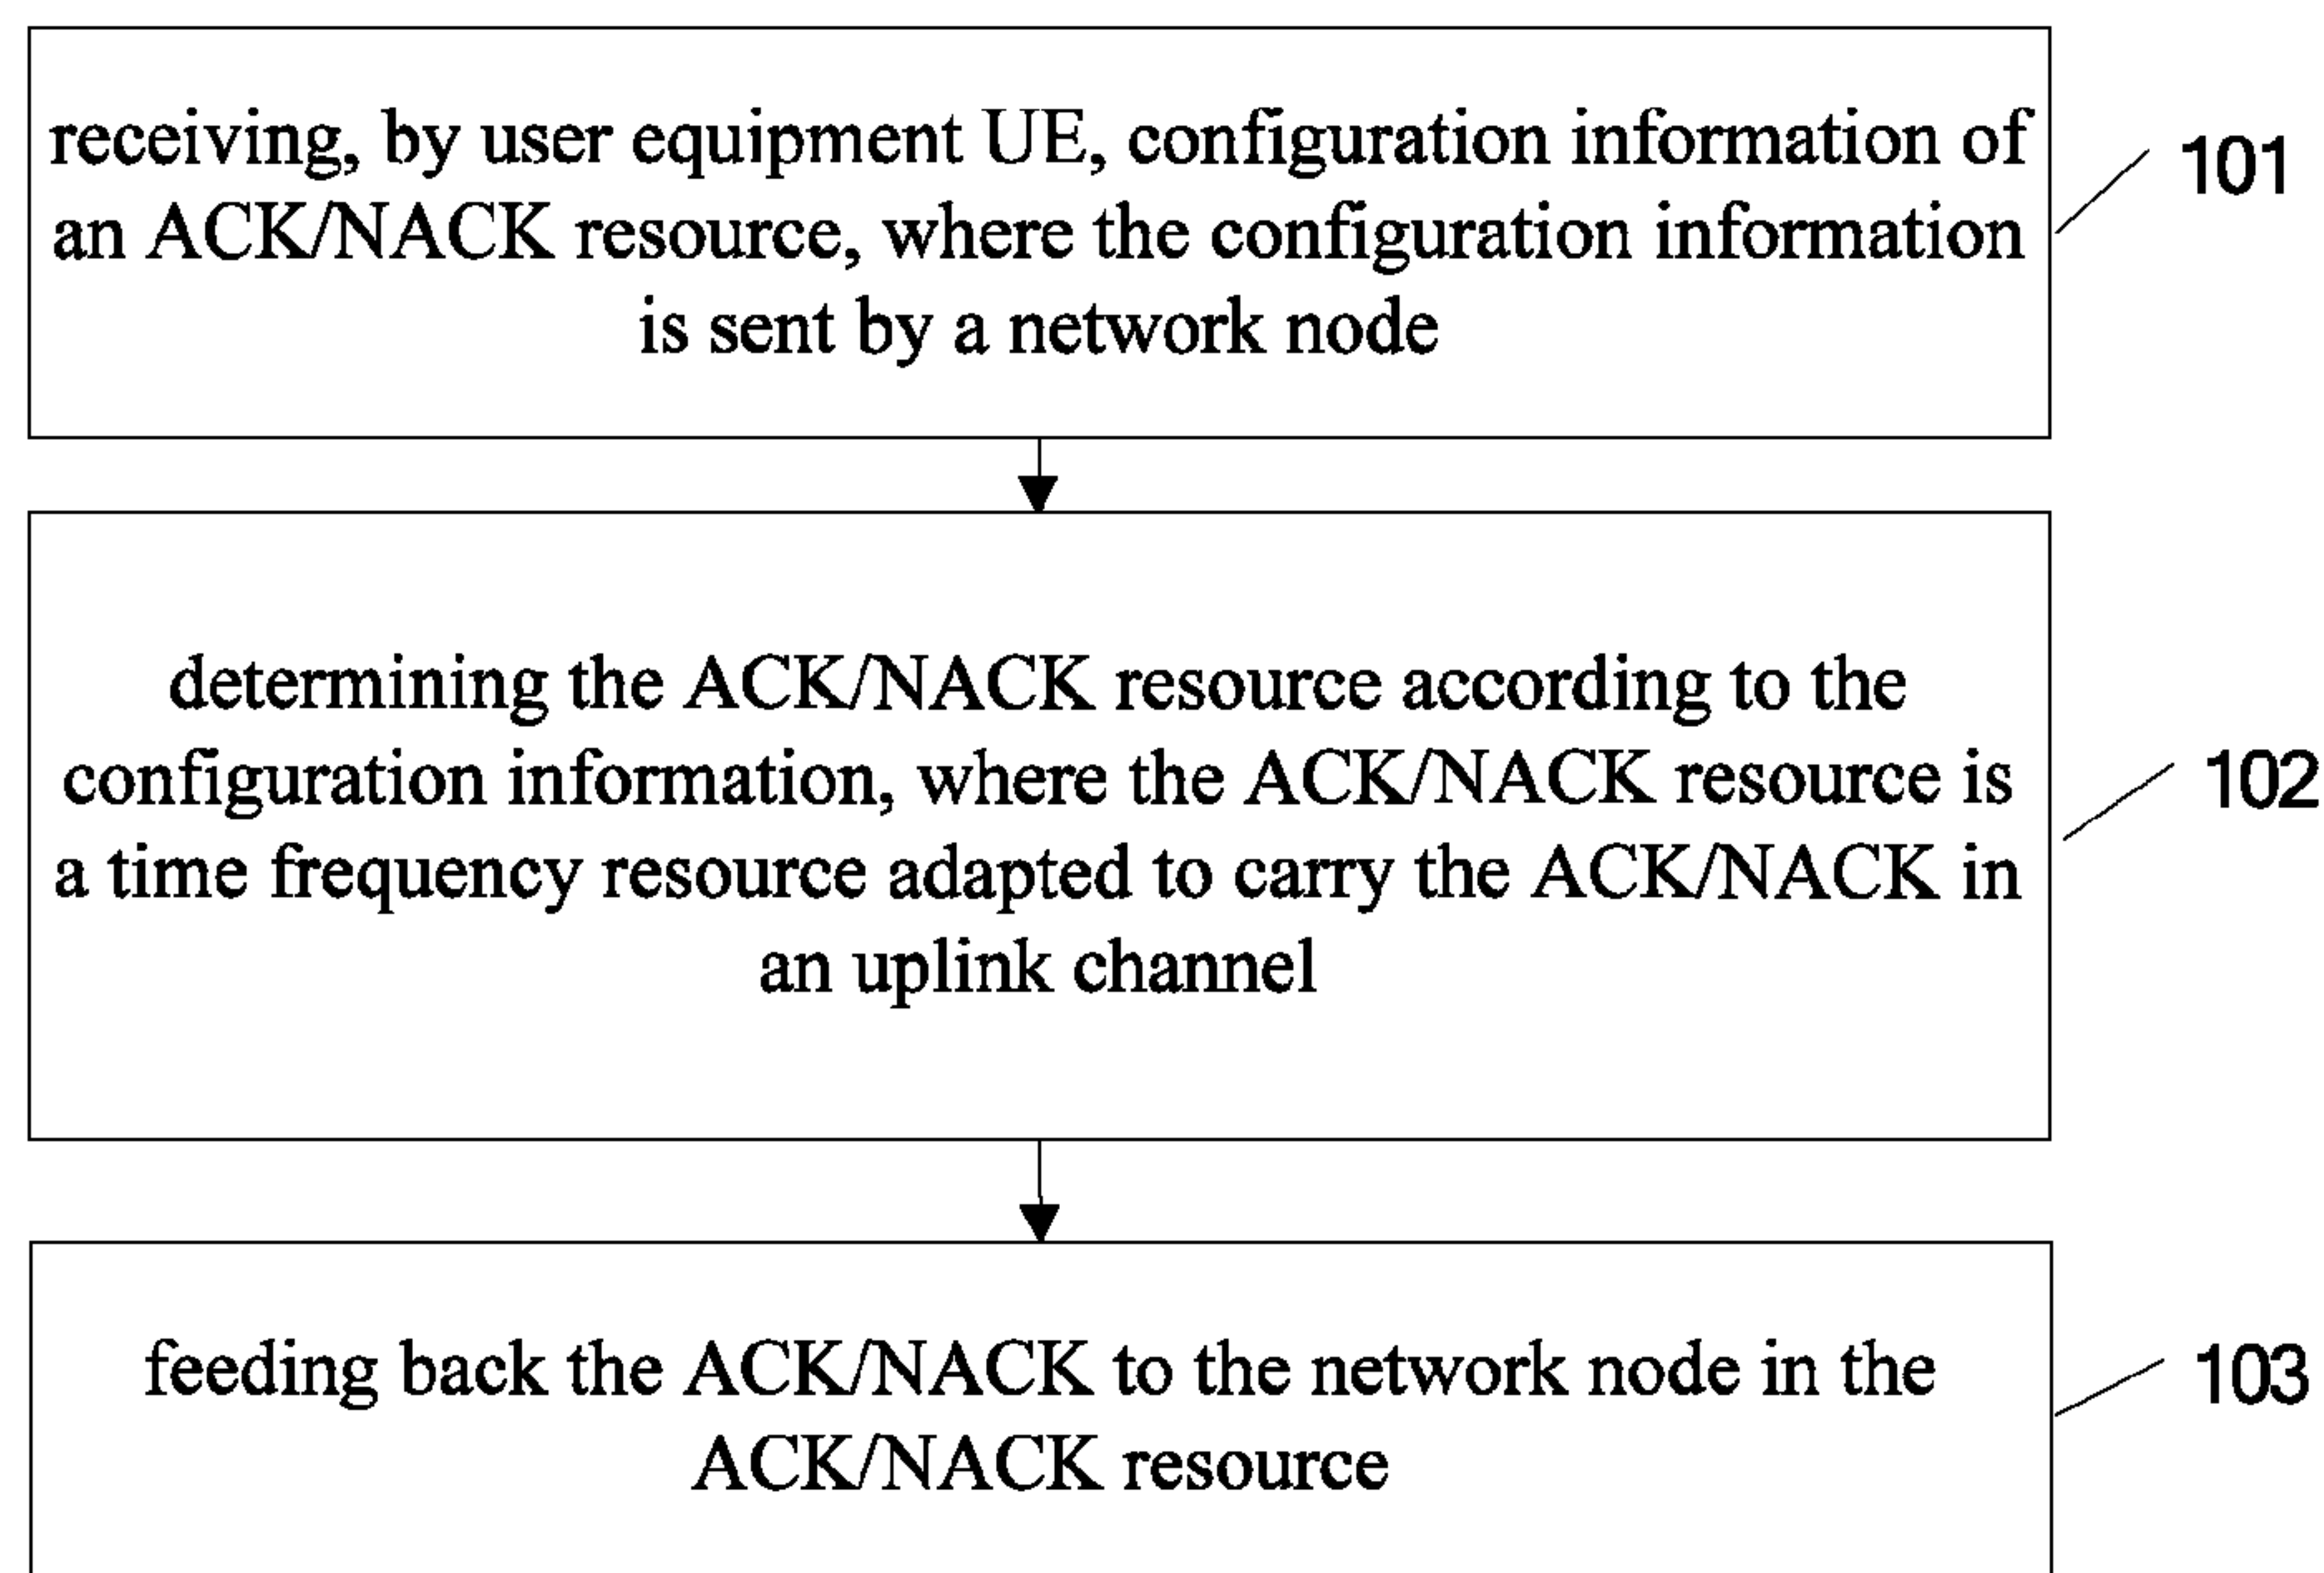 receiving, by user equipment UE, configuration information of
an ACK/NACK resource, where the configuration information
is sent by a network node
101
determining the ACK/NACK resource according to the
configuration information, where the ACK/NACK resource is
a time frequency resource adapted to carry the ACK/NACK in
an uplink channel
102
feeding back the ACK/NACK to the network node in the
ACK/NACK resource
103